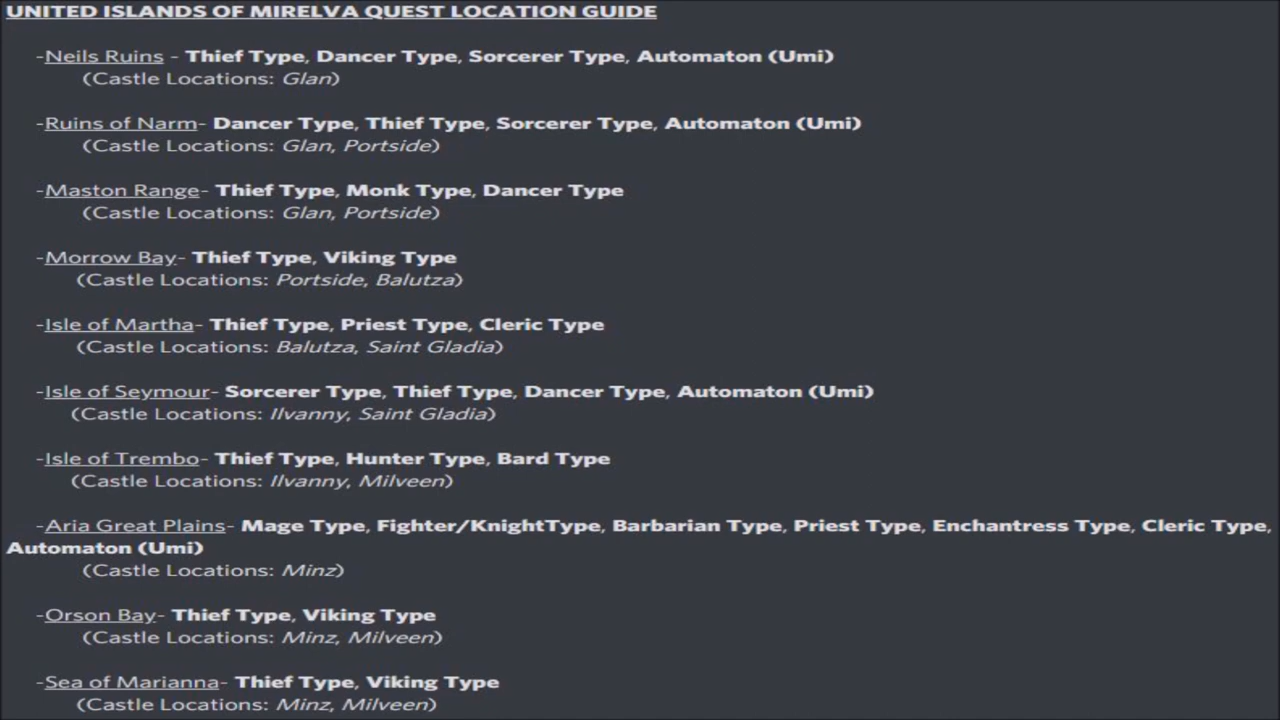 UNITED ISLANDS OF MIRELVA QUEST LOCATION GUIDE
-Neils Ruins - Thief Type, Dancer Type, Sorcerer Type, Automaton (Umi)
(Castle Locations: Glan)
-Ruins of Narm- Dancer Type, Thief Type, Sorcerer Type, Automaton (Umi)
(Castle Locations: Glan, Portside)
-Maston Range- Thief Type, Monk Type, Dancer Type
(Castle Locations: Glan, Portside)
-Morrow Bay- Thief Type, Viking Type
(Castle Locations: Portside, Balutza)
-Isle of Martha- Thief Type, Priest Type, Cleric Type
(Castle Locations: Balutza, Saint Gladia)
-Isle of Seymour- Sorcerer Type, Thief Type, Dancer Type, Automaton (Umi)
(Castle Locations: Ilvanny, Saint Gladia)
-Isle of Trembo- Thief Type, Hunter Type, Bard Type
(Castle Locations: Ilvanny, Milveen)
-Aria Great Plains- Mage Type, Fighter/KnightType, Barbarian Type, Priest Type, Enchantress Type, Cleric Type,
Automaton (Umi)
(Castle Locations: Minz)
-Orson Bay- Thief Type, Viking Type
(Castle Locations: Minz, Milveen)
-Sea of Marianna- Thief Type, Viking Type
(Castle Locations: Minz, Milveen)